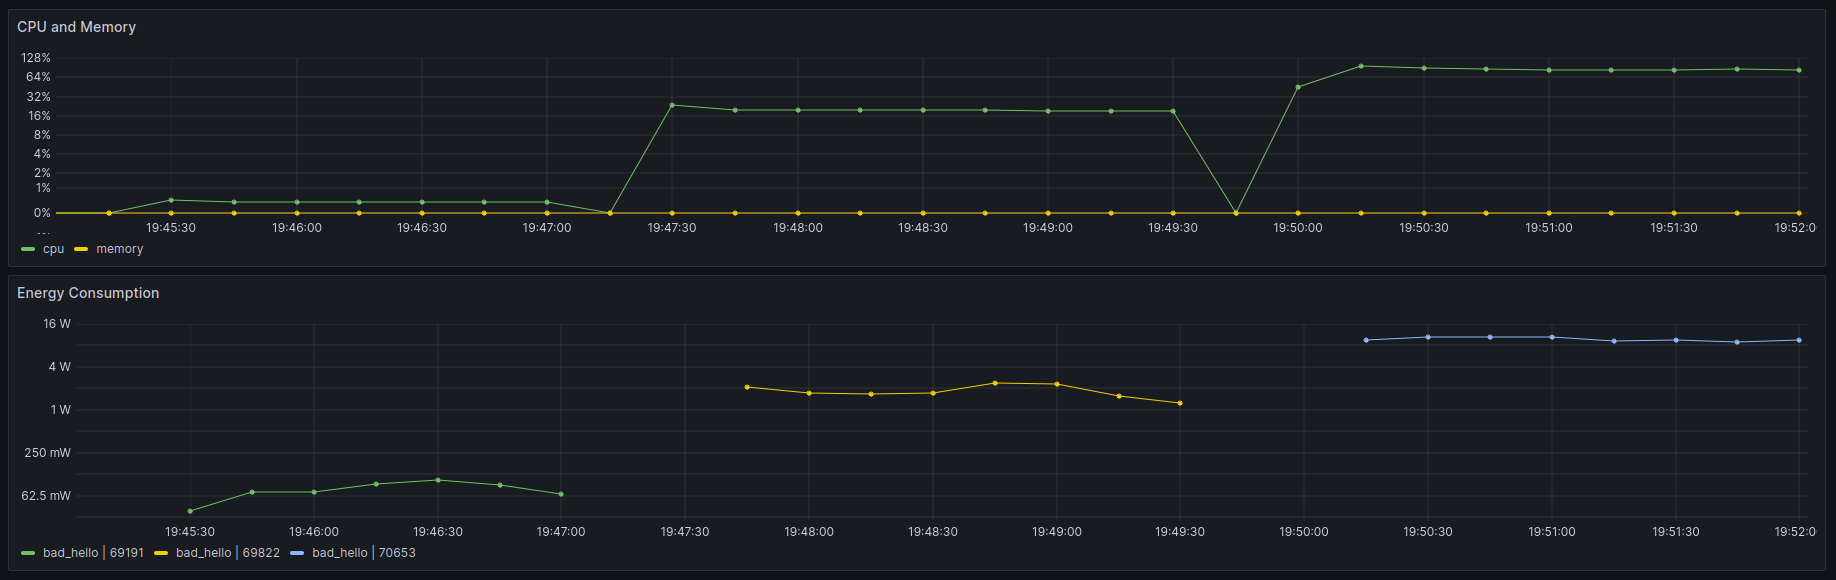 CPU and Memory
128%
64%
32%
16%
8%
4%
2%
1%
0%
19:45:30 19:46:00 19:46:30 19:47:00 19:47:30 19:48:00 19:48:30 19:49:00 19:49:30 19:50:00 19:50:30 19:51:00 19:51:30 19:52:0
cpu memory
Energy Consumption
16 W
4 W
1 W
250 mW
62.5 mW
19:45:30 19:46:00 19:46:30 19:47:00 19:47:30 19:48:00 19:48:30 19:49:00 19:49:30 19:50:00 19:50:30 19:51:00 19:51:30 19:52:0
bad_hello | 69191 bad_hello | 69822 bad_hello | 70653